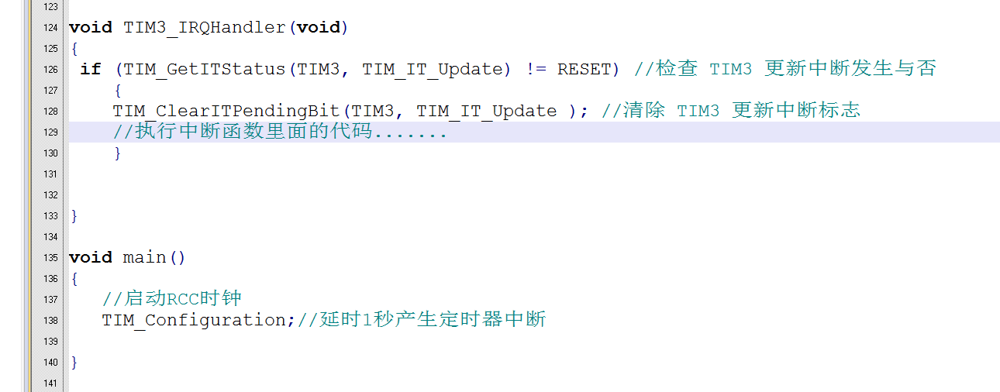 123
124 void TIM3_IRQHandler(void)
125 {
126 if (TIM_GetITStatus(TIM3, TIM_IT_Update) != RESET) //检查 TIM3 更新中断发生与否
127 {
128 TIM_ClearITPendingBit(TIM3, TIM_IT_Update ); //清除 TIM3 更新中断标志
129 //执行中断函数里面的代码.......
130 }
131
132
133 }
134
135 void main()
136 {
137 //启动RCC时钟
138 TIM_Configuration;//延时1秒产生定时器中断
139
140 }
141